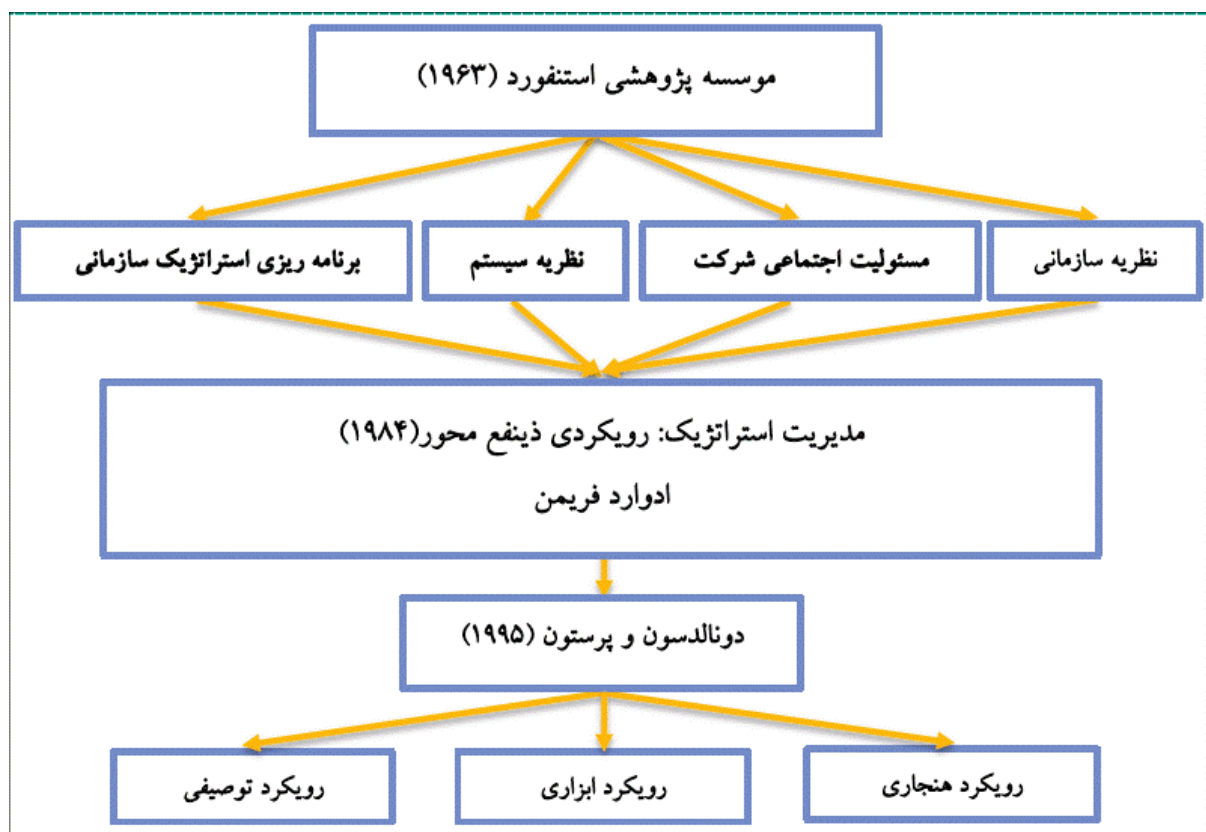 موسسه پژوهشی استنفورد (۱۹۶۳)
نظریه سازمانی
مسئولیت اجتماعی شرکت
نظریه سیستم
برنامه ریزی استراتژیک سازمانی
مدیریت استراتژیک: رویکردی ذینفع محور(۱۹۸۴)
ادوارد فریمن
دونالدسون و پرستون (۱۹۹۵)
رویکرد هنجاری
رویکرد ابزاری
رویکرد توصیفی